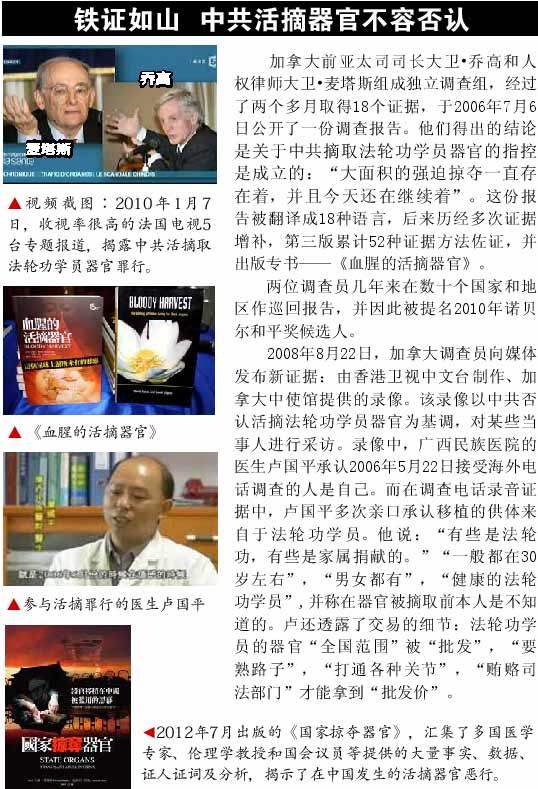 铁证如山 中共活摘器官不容否认
乔高
麦塔斯
▲视频截图：2010年1月7
日，收视率很高的法国电视5
台专题报道，揭露中共活摘取
法轮功学员器官罪行。
血腥的
活摘器官
BLOODY HARVEST
BLOODY HARVEST
▲《血腥的活摘器官》
▲参与活摘罪行的医生卢国平
國家掠奪器官
STATE ORGANS
加拿大前亚太司司长大卫•乔高和人
权律师大卫•麦塔斯组成独立调查组，经过
了两个多月取得18个证据，于2006年7月6
日公开了一份调查报告。他们得出的结论
是关于中共摘取法轮功学员器官的指控
是成立的：“大面积的强迫掠夺一直存
在着，并且今天还在继续着”。这份报
告被翻译成18种语言，后来历经多次证据
增补，第三版累计52种证据方法佐证，并
出版专书——《血腥的活摘器官》。
两位调查员几年来在数十个国家和地
区作巡回报告，并因此被提名2010年诺贝
尔和平奖候选人。
2008年8月22日，加拿大调查员向媒体
发布新证据：由香港卫视中文台制作、加
拿大中使馆提供的录像。该录像以中共否
认活摘法轮功学员器官为基调，对某些当
事人进行采访。录像中，广西民族医院的
医生卢国平承认2006年5月22日接受海外电
话调查的人是自己。而在调查电话录音证
据中，卢国平多次亲口承认移植的供体来
自于法轮功学员。他说：“有些是法轮
功，有些是家属捐献的。”“一般都在30
岁左右”，“男女都有”，“健康的法轮
功学员”,并称在器官被摘取前本人是不知
道的。卢还透露了交易的细节：法轮功学
员的器官“全国范围”被“批发”，“要
熟路子”，“打通各种关节”，“贿赂司
法部门”才能拿到“批发价”。
◀2012年7月出版的《国家掠夺器官》，汇集了多国医学
专家、伦理学教授和国会议员等提供的大量事实、数据、
证人证词及分析，揭示了在中国发生的活摘器官恶行。